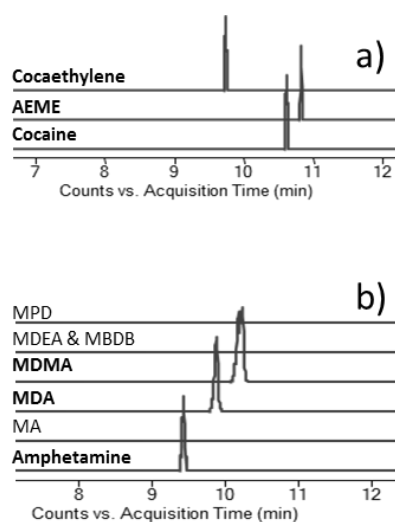 a)
Cocaethylene
AEME
Cocaine
7 8 9 10 11 12
Counts vs. Acquisition Time (min)
b)
MPD
MDEA & MBDB
MDMA
MDA
MA
Amphetamine
8 9 10 11 12
Counts vs. Acquisition Time (min)